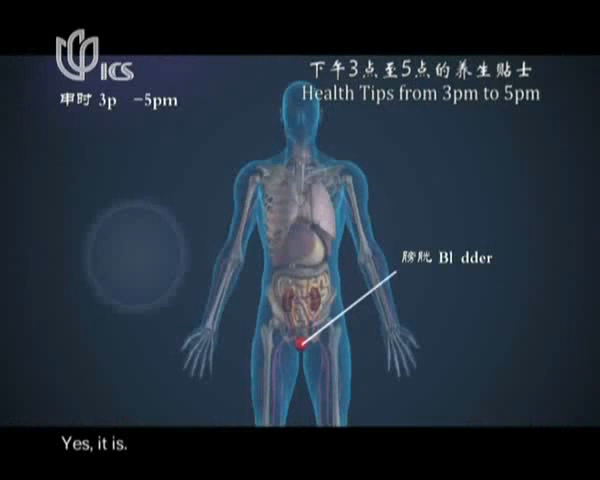 ICS
下午3点至5点的养生贴士
Health Tips from 3pm to 5pm
申时 3p -5pm
膀胱 Bl dder
Yes, it is.